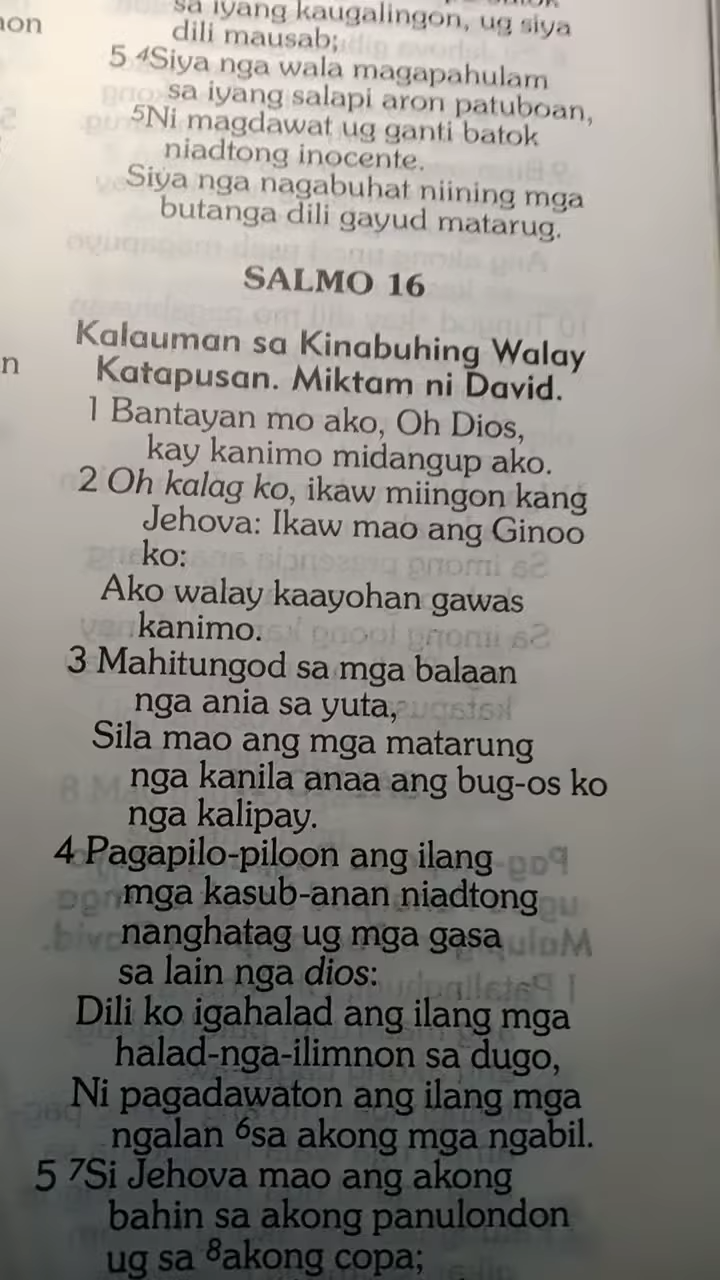 sa iyang kaugalingon, ug siya
dili mausab;
5 ⁴Siya nga wala magapahulam
sa iyang salapi aron patuboan,
⁵Ni magdawat ug ganti batok
niadtong inocente.
Siya nga nagabuhat niining mga
butanga dili gayud matarug.
SALMO 16
Kalauman sa Kinabuhing Walay
Katapusan. Miktam ni David.
1 Bantayan mo ako, Oh Dios,
kay kanimo midangup ako.
2 Oh kalag ko, ikaw miingon kang
Jehova: Ikaw mao ang Ginoo
ko:
Ako walay kaayohan gawas
kanimo.
3 Mahitungod sa mga balaan
nga ania sa yuta,
Sila mao ang mga matarung
nga kanila anaa ang bug-os ko
nga kalipay.
4 Pagapilo-piloon ang ilang
mga kasub-anan niadtong
nanghatag ug mga gasa
sa lain nga dios:
Dili ko igahalad ang ilang mga
halad-nga-ilimnon sa dugo,
Ni pagadawaton ang ilang mga
ngalan ⁶sa akong mga ngabil.
5 ⁷Si Jehova mao ang akong
bahin sa akong panulondon
ug sa ⁸akong copa;